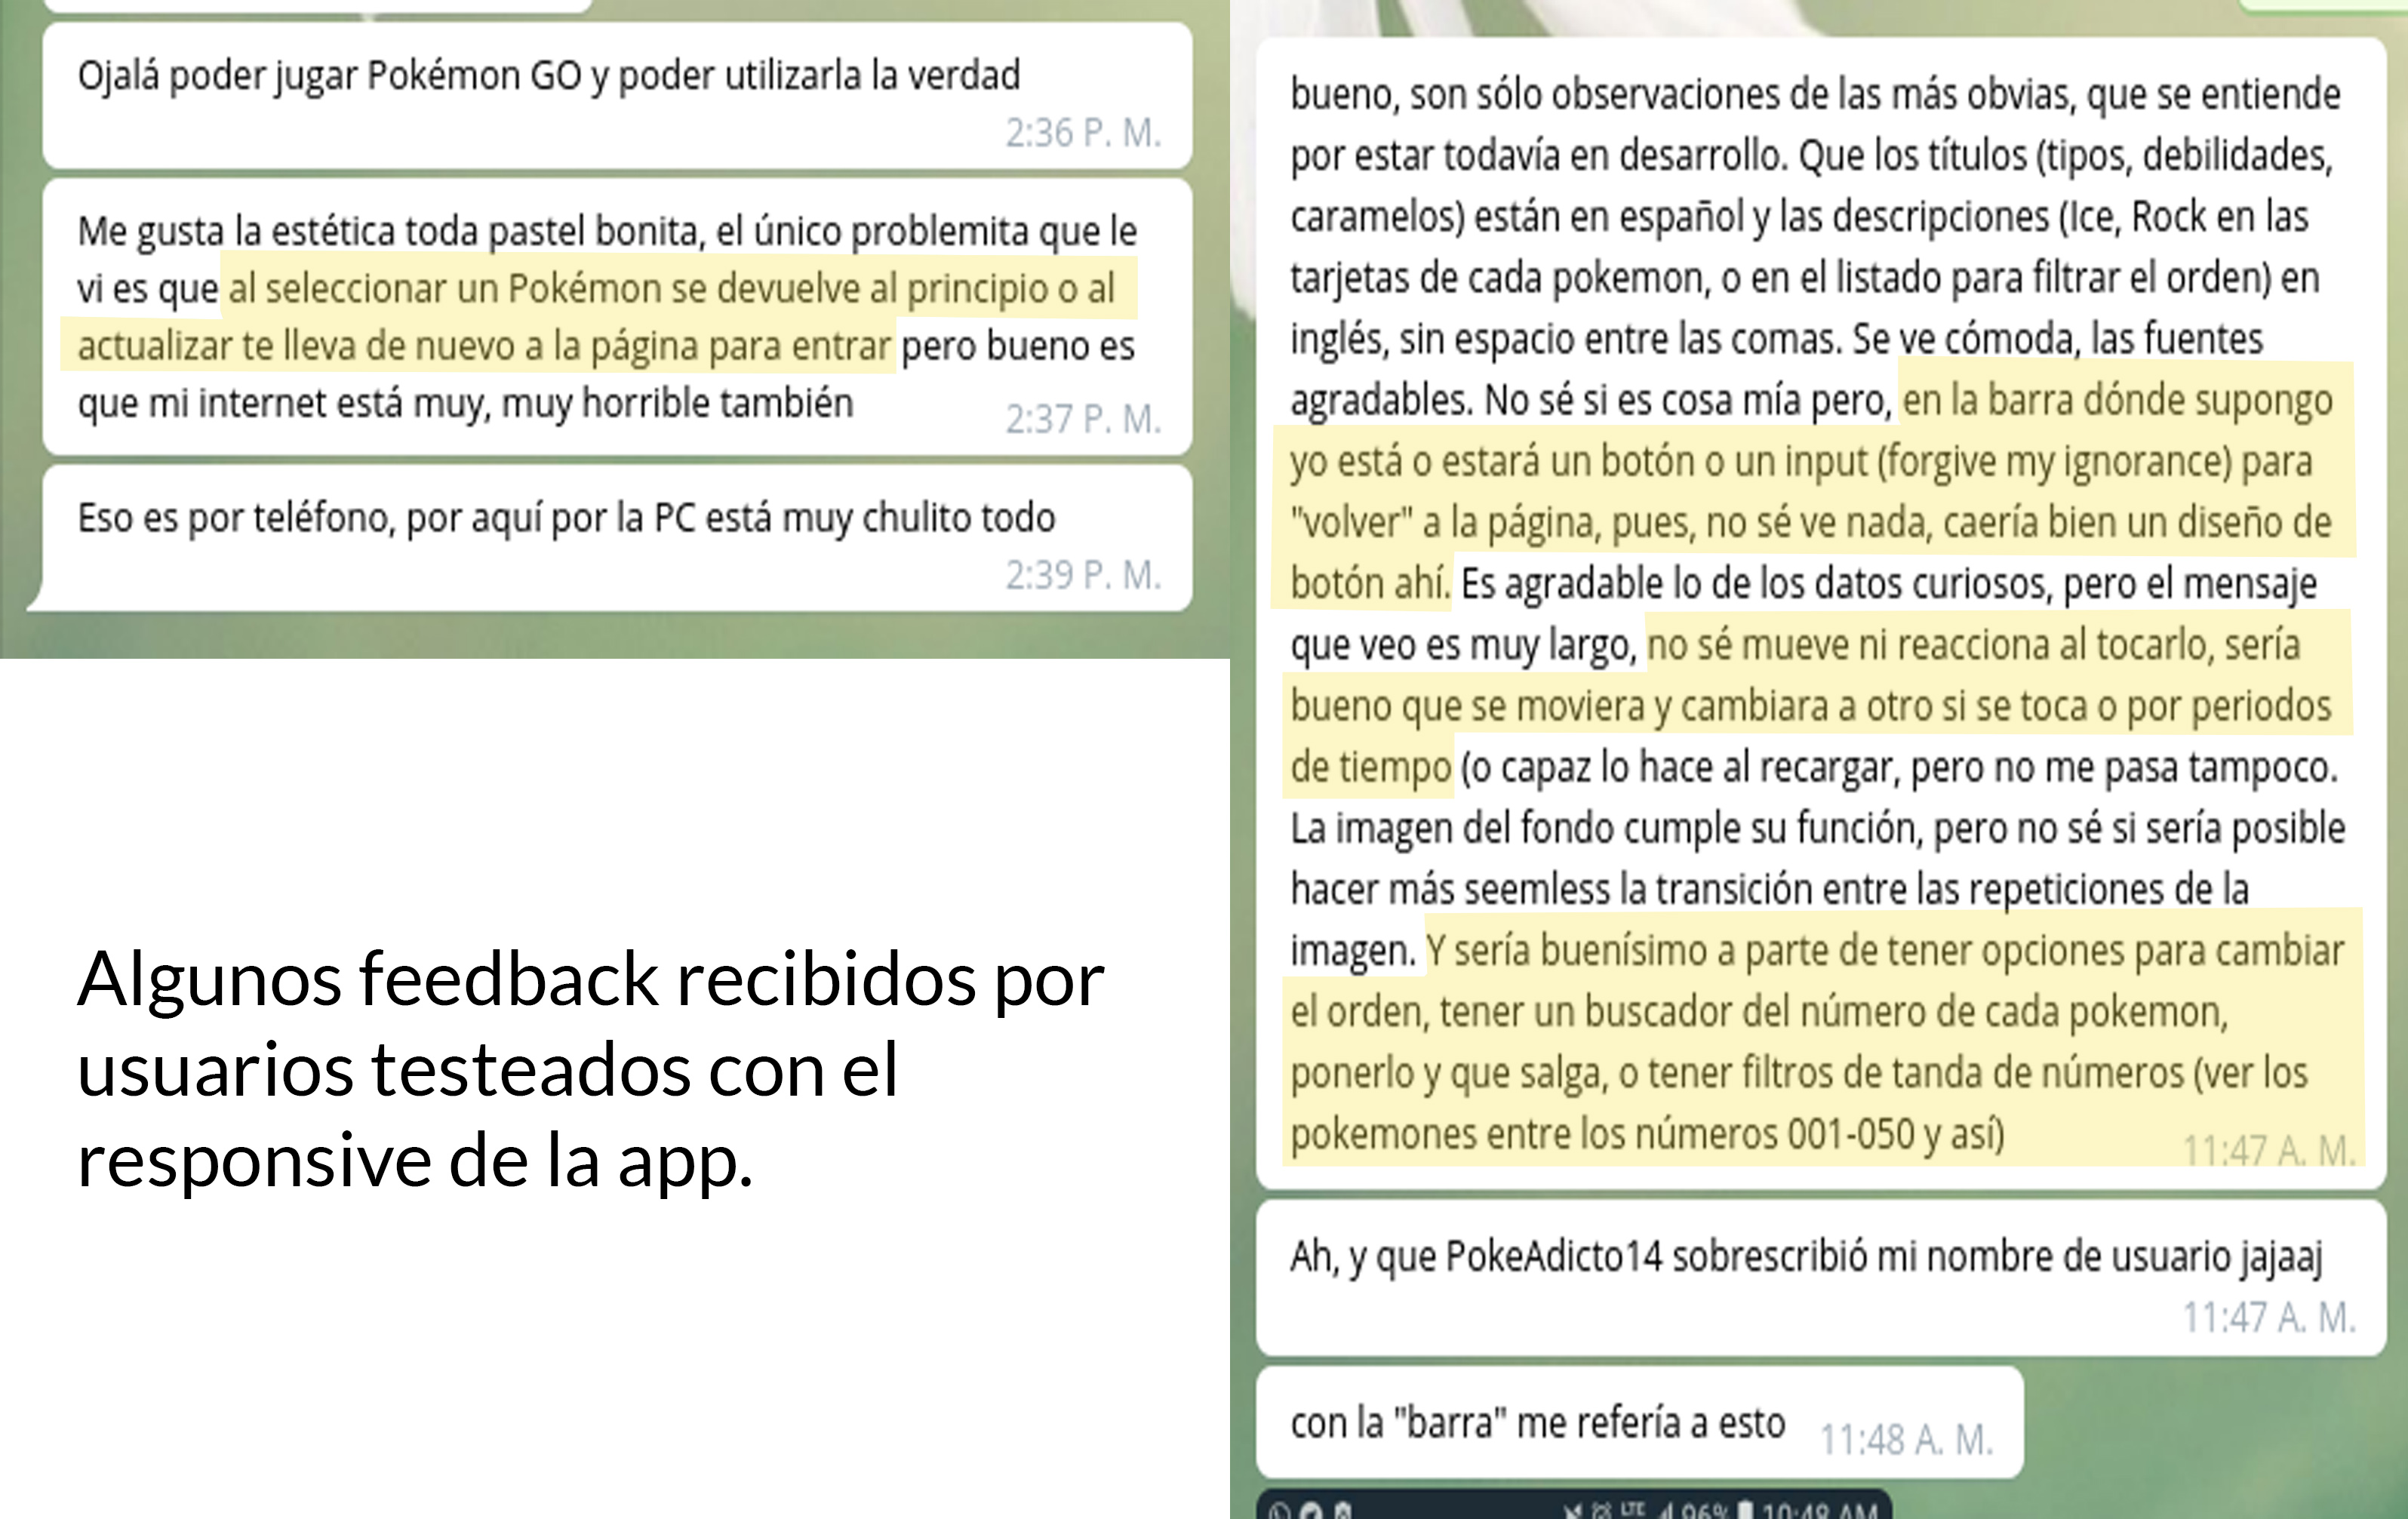 Ojalá poder jugar Pokémon GO y poder utilizarla la verdad
2:36 P. M.
Me gusta la estética toda pastel bonita, el único problemita que le
vi es que al seleccionar un Pokémon se devuelve al principio o al
actualizar te lleva de nuevo a la página para entrar pero bueno es
que mi internet está muy, muy horrible también
2:37 P. M.
Eso es por teléfono, por aquí por la PC está muy chulito todo
2:39 P. M.
Algunos feedback recibidos por
usuarios testeados con el
responsive de la app.
bueno, son sólo observaciones de las más obvias, que se entiende
por estar todavía en desarrollo. Que los títulos (tipos, debilidades,
caramelos) están en español y las descripciones (Ice, Rock en las
tarjetas de cada pokemon, o en el listado para filtrar el orden) en
inglés, sin espacio entre las comas. Se ve cómoda, las fuentes
agradables. No sé si es cosa mía pero, en la barra dónde supongo
yo está o estará un botón o un input (forgive my ignorance) para
"volver" a la página, pues, no sé ve nada, caería bien un diseño de
botón ahí. Es agradable lo de los datos curiosos, pero el mensaje
que veo es muy largo, no sé mueve ni reacciona al tocarlo, sería
bueno que se moviera y cambiara a otro si se toca o por periodos
de tiempo (o capaz lo hace al recargar, pero no me pasa tampoco.
La imagen del fondo cumple su función, pero no sé si sería posible
hacer más seemless la transición entre las repeticiones de la
imagen. Y sería buenísimo a parte de tener opciones para cambiar
el orden, tener un buscador del número de cada pokemon,
ponerlo y que salga, o tener filtros de tanda de números (ver los
pokemones entre los números 001-050 y así)
11:47 A. M.
Ah, y que PokeAdicto14 sobrescribió mi nombre de usuario jajaaj
11:47 A. M.
con la "barra" me refería a esto
11:48 A. M.
LTE 96% 10:48 AM